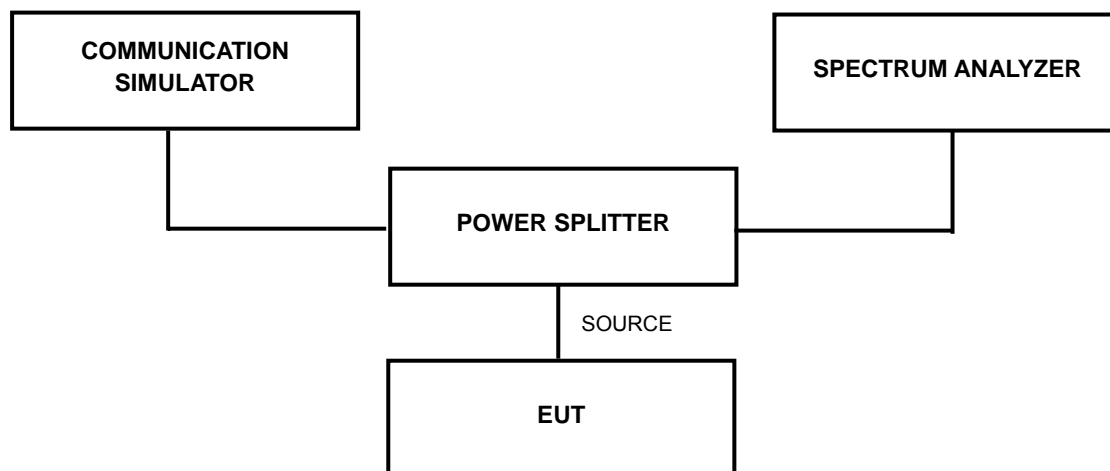 COMMUNICATION
SIMULATOR
SPECTRUM ANALYZER
POWER SPLITTER
SOURCE
EUT